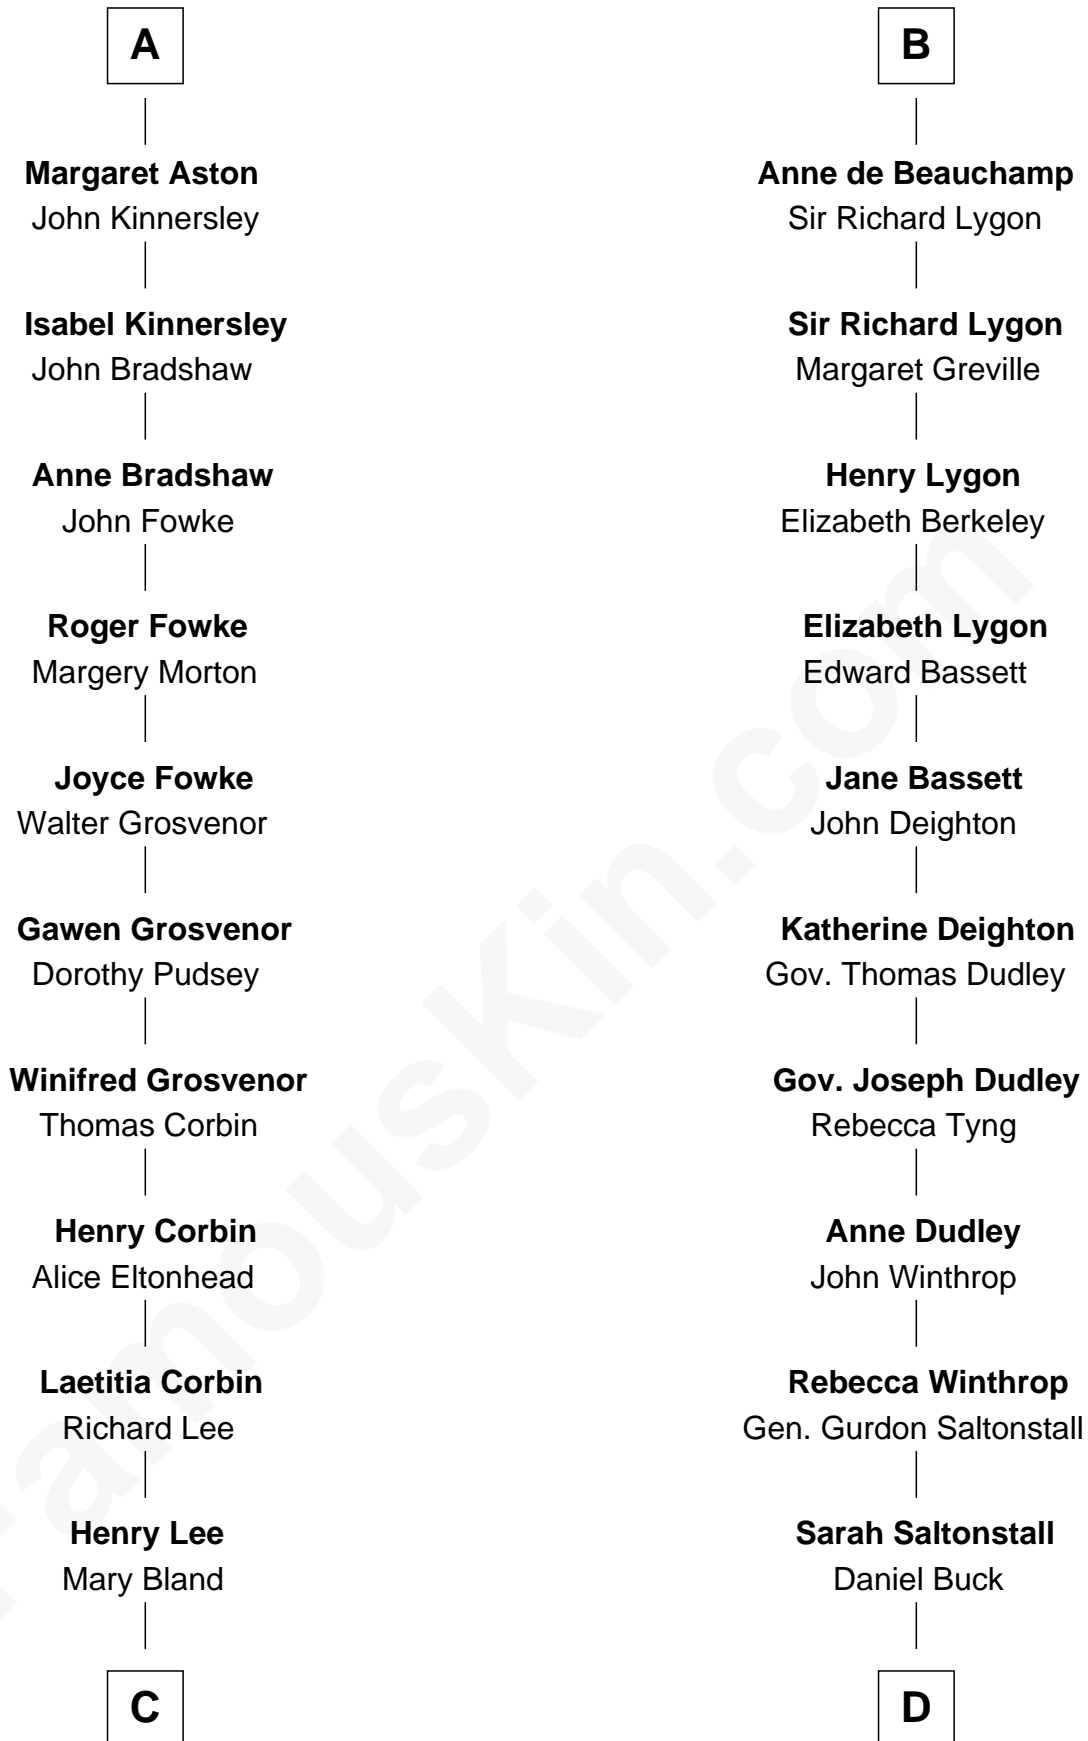 A
Margaret Aston
John Kinnersley
Isabel Kinnersley
John Bradshaw
Anne Bradshaw
John Fowke
Roger Fowke
Margery Morton
Joyce Fowke
Walter Grosvenor
Gawen Grosvenor
Dorothy Pudsey
Winifred Grosvenor
Thomas Corbin
Henry Corbin
Alice Eltonhead
Laetitia Corbin
Richard Lee
Henry Lee
Mary Bland
C
B
Anne de Beauchamp
Sir Richard Lygon
Sir Richard Lygon
Margaret Greville
Henry Lygon
Elizabeth Berkeley
Elizabeth Lygon
Edward Bassett
Jane Bassett
John Deighton
Katherine Deighton
Gov. Thomas Dudley
Gov. Joseph Dudley
Rebecca Tyng
Anne Dudley
John Winthrop
Rebecca Winthrop
Gen. Gurdon Saltonstall
Sarah Saltonstall
Daniel Buck
D
FamousKin.com